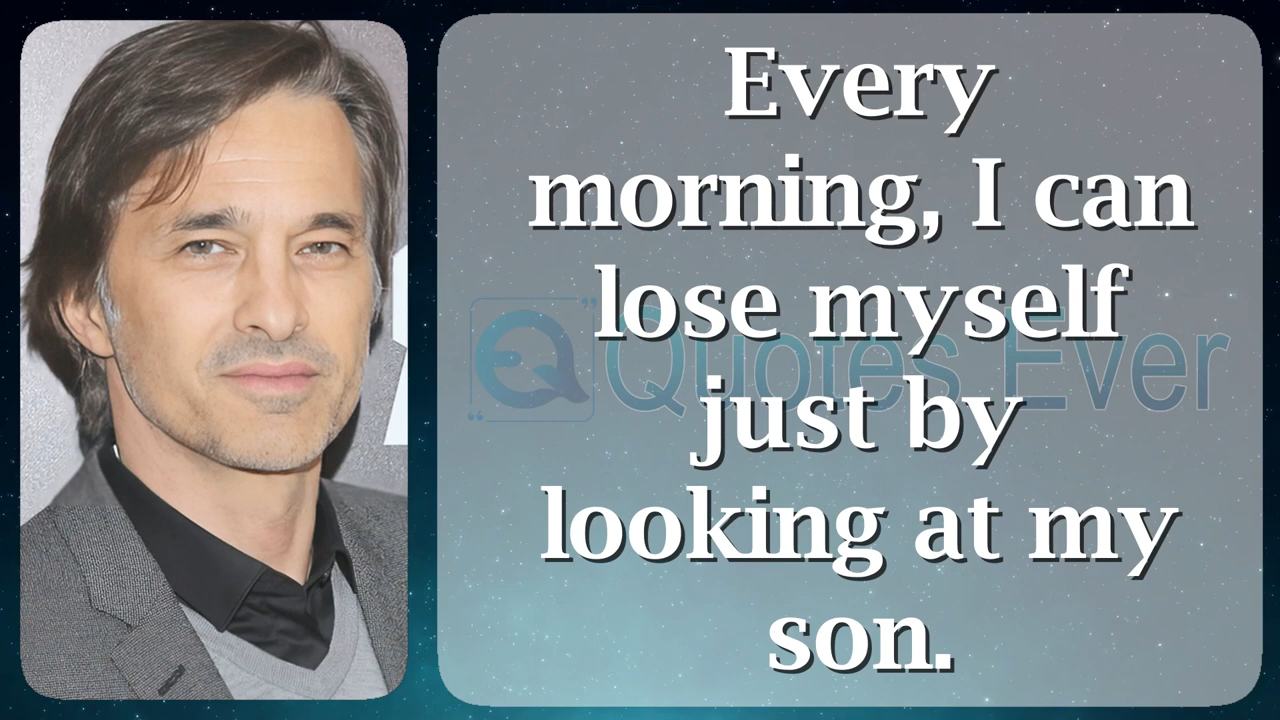 Every
morning, I can
lose myself
just by
looking at my
son.
Quotes Ever